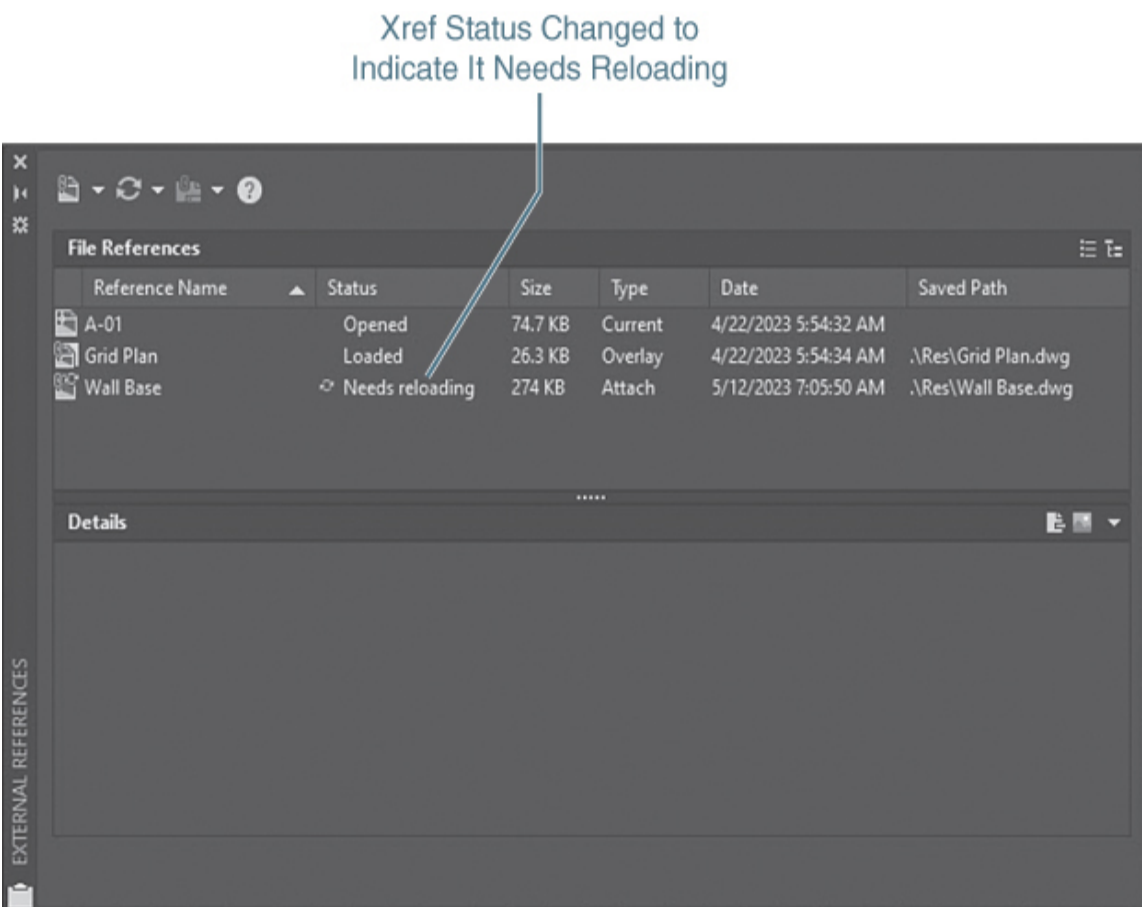 Xref Status Changed to
Indicate It Needs Reloading
File References
Reference Name Status Size Type Date Saved Path
A-01 Opened 74.7 KB Current 4/22/2023 5:54:32 AM
Grid Plan Loaded 26.3 KB Overlay 4/22/2023 5:54:34 AM .\Res\Grid Plan.dwg
Wall Base Needs reloading 274 KB Attach 5/12/2023 7:05:50 AM .\Res\Wall Base.dwg
Details
EXTERNAL REFERENCES